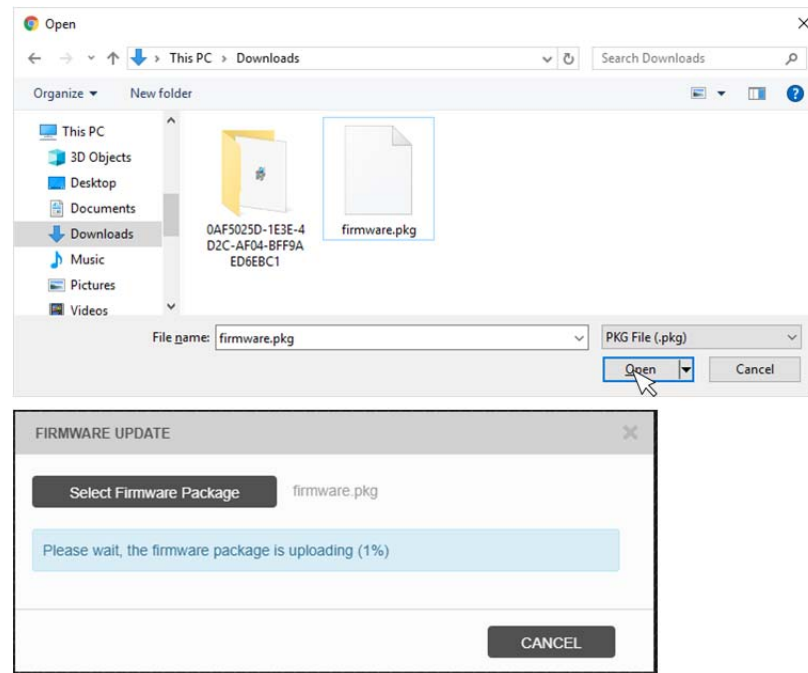 Open
This PC > Downloads
Search Downloads
Organize
New folder
This PC
3D Objects
Desktop
Documents
Downloads
Music
Pictures
Videos
0AF5025D-1E3E-4
D2C-AF04-BFF9A
ED6EBC1
firmware.pkg
File name: firmware.pkg
PKG File (.pkg)
Open
Cancel
FIRMWARE UPDATE
Select Firmware Package firmware.pkg
Please wait, the firmware package is uploading (1%)
CANCEL